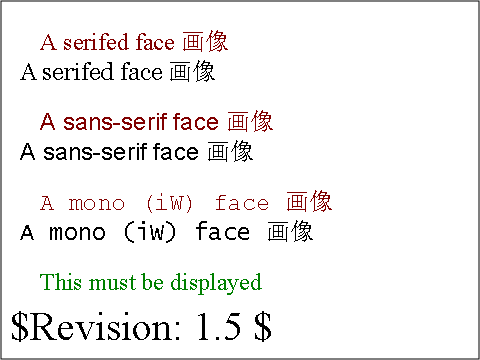 A serifed face 画像
A serifed face 画像
A sans-serif face 画像
A sans-serif face 画像
A mono (iW) face 画像
A mono (iW) face 画像
This must be displayed
$Revision: 1.5 $